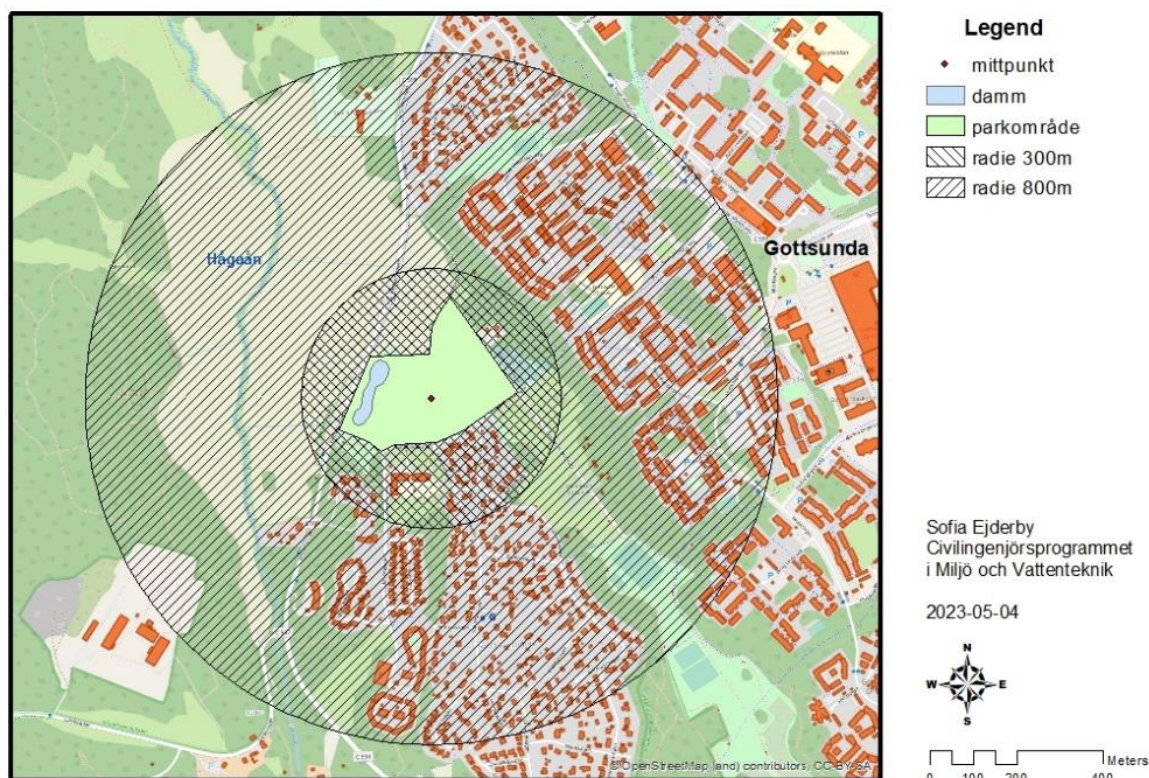 Legend
mittpunkt
damm
parkområde
radie 300m
radie 800m
Gottsunda
Hågaån
Sofia Ejderby
Civilingenjörsprogrammet
i Miljö och Vattenteknik
2023-05-04
N
W E
S
Meters
0 100 200 400
© OpenStreetMap (and) contributors, CC-BY-SA